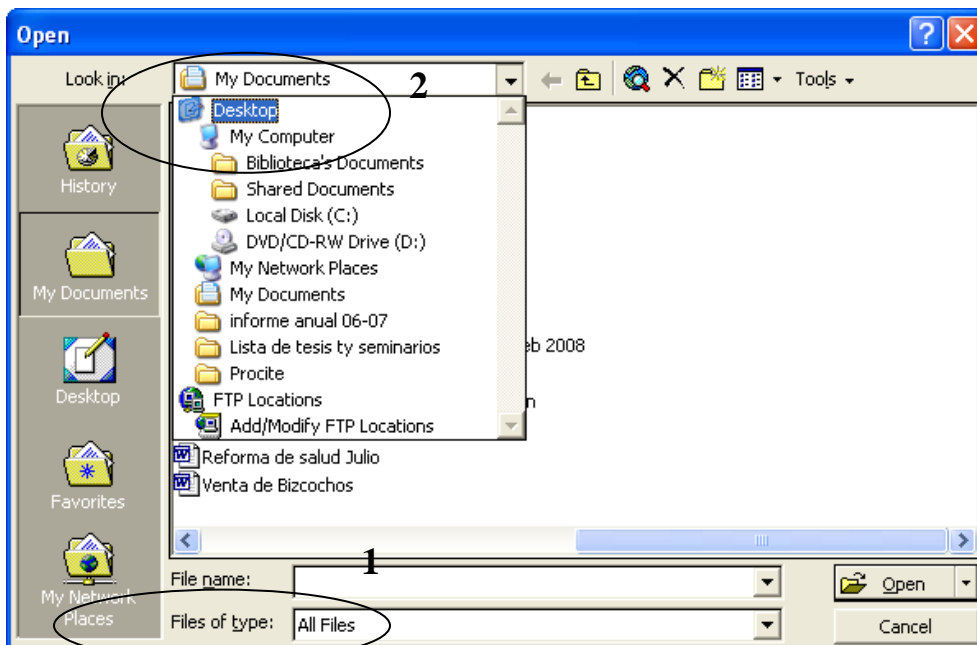 Open
Look in:
My Documents
2
Tools
Desktop
My Computer
Biblioteca's Documents
Shared Documents
Local Disk (C:)
DVD/CD-RW Drive (D:)
My Network Places
My Documents
informe anual 06-07
Lista de tesis ty seminarios
eb 2008
Procite
FTP Locations
n
Add/Modify FTP Locations
Reforma de salud Julio
Venta de Bizcochos
History
My Documents
Desktop
Favorites
My Network
Places
1
File name:
Open
Files of type:
All Files
Cancel